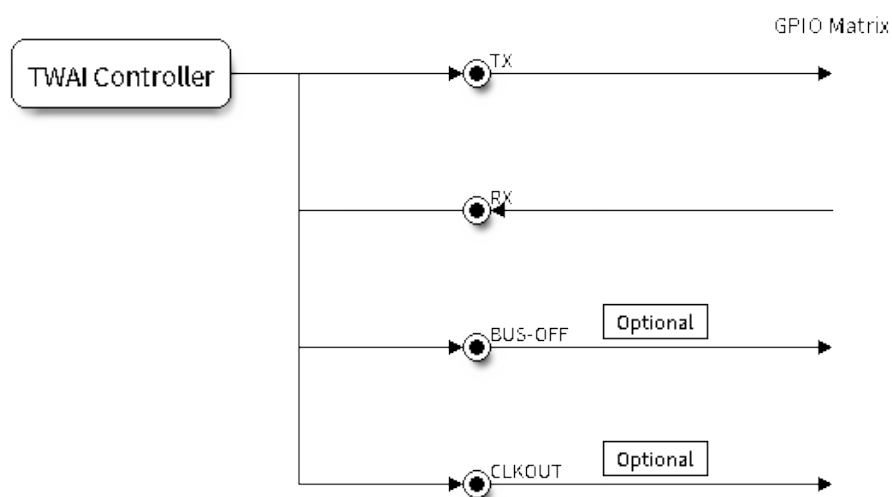 GPIO Matrix
TWAI Controller
TX
RX
BUS-OFF
Optional
CLKOUT
Optional